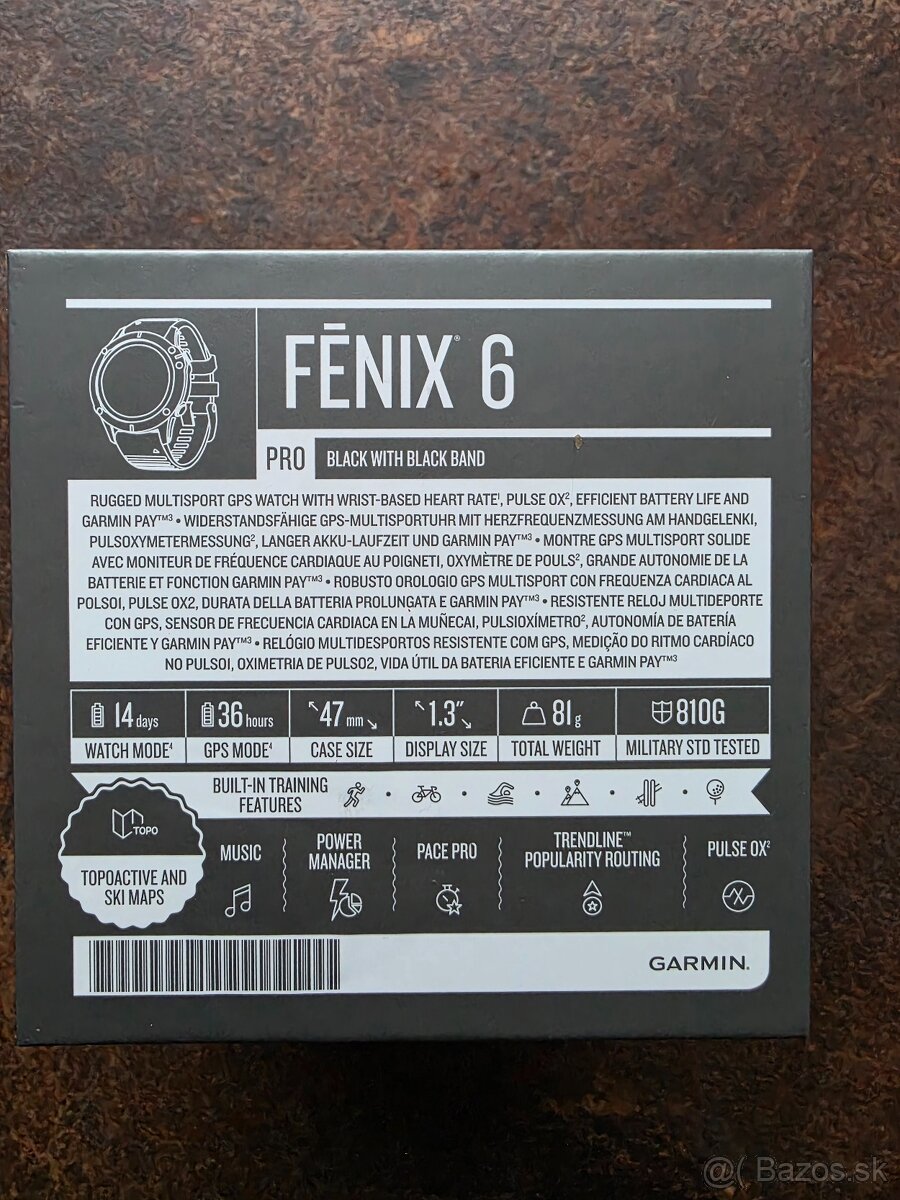 FĒNIX® 6
PRO
BLACK WITH BLACK BAND
RUGGED MULTISPORT GPS WATCH WITH WRIST-BASED HEART RATE¹, PULSE OX², EFFICIENT BATTERY LIFE AND
GARMIN PAY™³ • WIDERSTANDSFÄHIGE GPS-MULTISPORTUHR MIT HERZFREQUENZMESSUNG AM HANDGELENKI,
PULSOXYMETERMESSUNG², LANGER AKKU-LAUFZEIT UND GARMIN PAY™³ • MONTRE GPS MULTISPORT SOLIDE
AVEC MONITEUR DE FRÉQUENCE CARDIAQUE AU POIGNETI, OXYMÈTRE DE POULS², GRANDE AUTONOMIE DE LA
BATTERIE ET FONCTION GARMIN PAY™³ • ROBUSTO OROLOGIO GPS MULTISPORT CON FREQUENZA CARDIACA AL
POLSOI, PULSE OX2, DURATA DELLA BATTERIA PROLUNGATA E GARMIN PAY™³ • RESISTENTE RELOJ MULTIDEPORTE
CON GPS, SENSOR DE FRECUENCIA CARDIACA EN LA MUÑECAI, PULSIOXÍMETRO², AUTONOMÍA DE BATERÍA
EFICIENTE Y GARMIN PAY™³ • RELÓGIO MULTIDESPORTOS RESISTENTE COM GPS, MEDIÇÃO DO RITMO CARDÍACO
NO PULSOI, OXIMETRIA DE PULSO2, VIDA ÚTIL DA BATERIA EFICIENTE E GARMIN PAY™³
14 days
WATCH MODE⁴
36 hours
GPS MODE⁴
47 mm
CASE SIZE
1.3″
DISPLAY SIZE
81 g
TOTAL WEIGHT
810G
MILITARY STD TESTED
BUILT-IN TRAINING
FEATURES
TOPO
TOPOACTIVE AND
SKI MAPS
MUSIC
POWER
MANAGER
PACE PRO
TRENDLINE™
POPULARITY ROUTING
PULSE OX²
GARMIN.
@( Bazos.sk